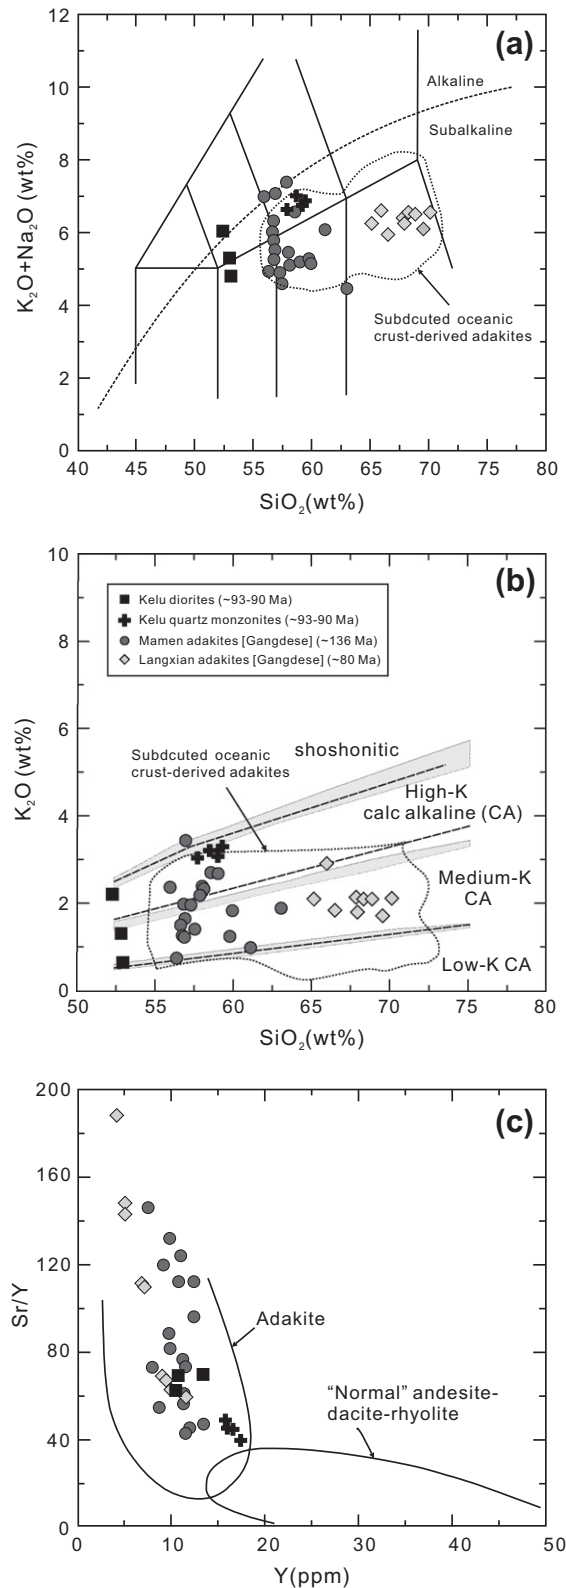 12
10
8
6
4
2
0
K2O+Na2O (wt%)
(a)
Alkaline
Subalkaline
Subdcuted oceanic
crust-derived adakites
40 45 50 55 60 65 70 75 80
SiO2(wt%)
10
8
6
4
2
0
K2O (wt%)
(b)
Kelu diorites (~93-90 Ma)
Kelu quartz monzonites (~93-90 Ma)
Mamen adakites [Gangdese] (~136 Ma)
Langxian adakites [Gangdese] (~80 Ma)
Subdcuted oceanic
crust-derived adakites
shoshonitic
High-K
calc alkaline (CA)
Medium-K
CA
Low-K CA
50 55 60 65 70 75 80
SiO2(wt%)
200
160
120
80
40
0
Sr/Y
(c)
Adakite
“Normal” andesite-
dacite-rhyolite
0 5 10 20 30 40 50
Y(ppm)